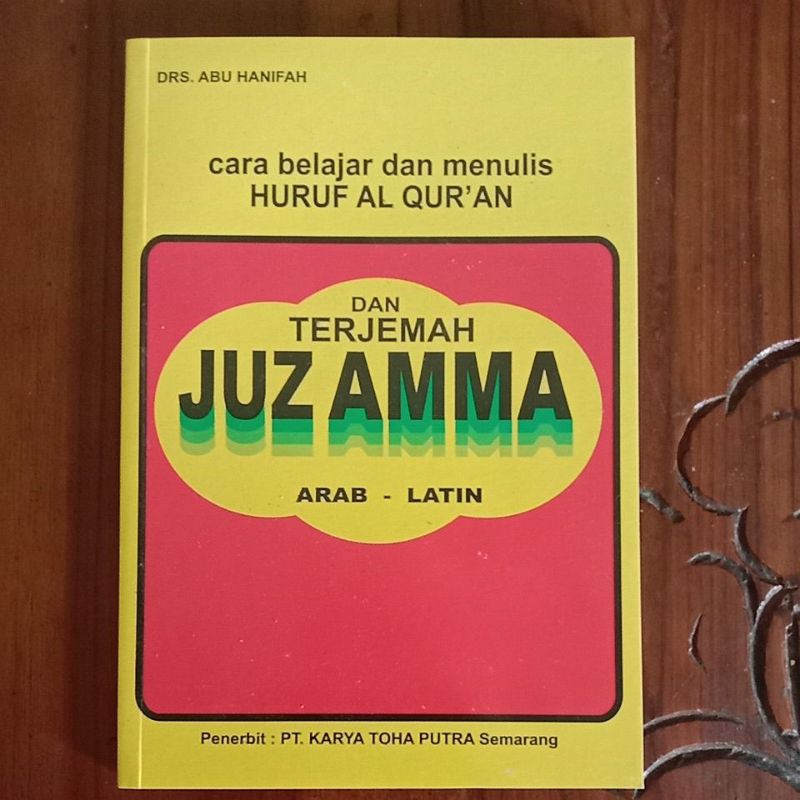 DRS. ABU HANIFAH
cara belajar dan menulis
HURUF AL QUR'AN
DAN
TERJEMAH
JUZ AMMA
ARAB - LATIN
Penerbit : PT. KARYA TOHA PUTRA Semarang